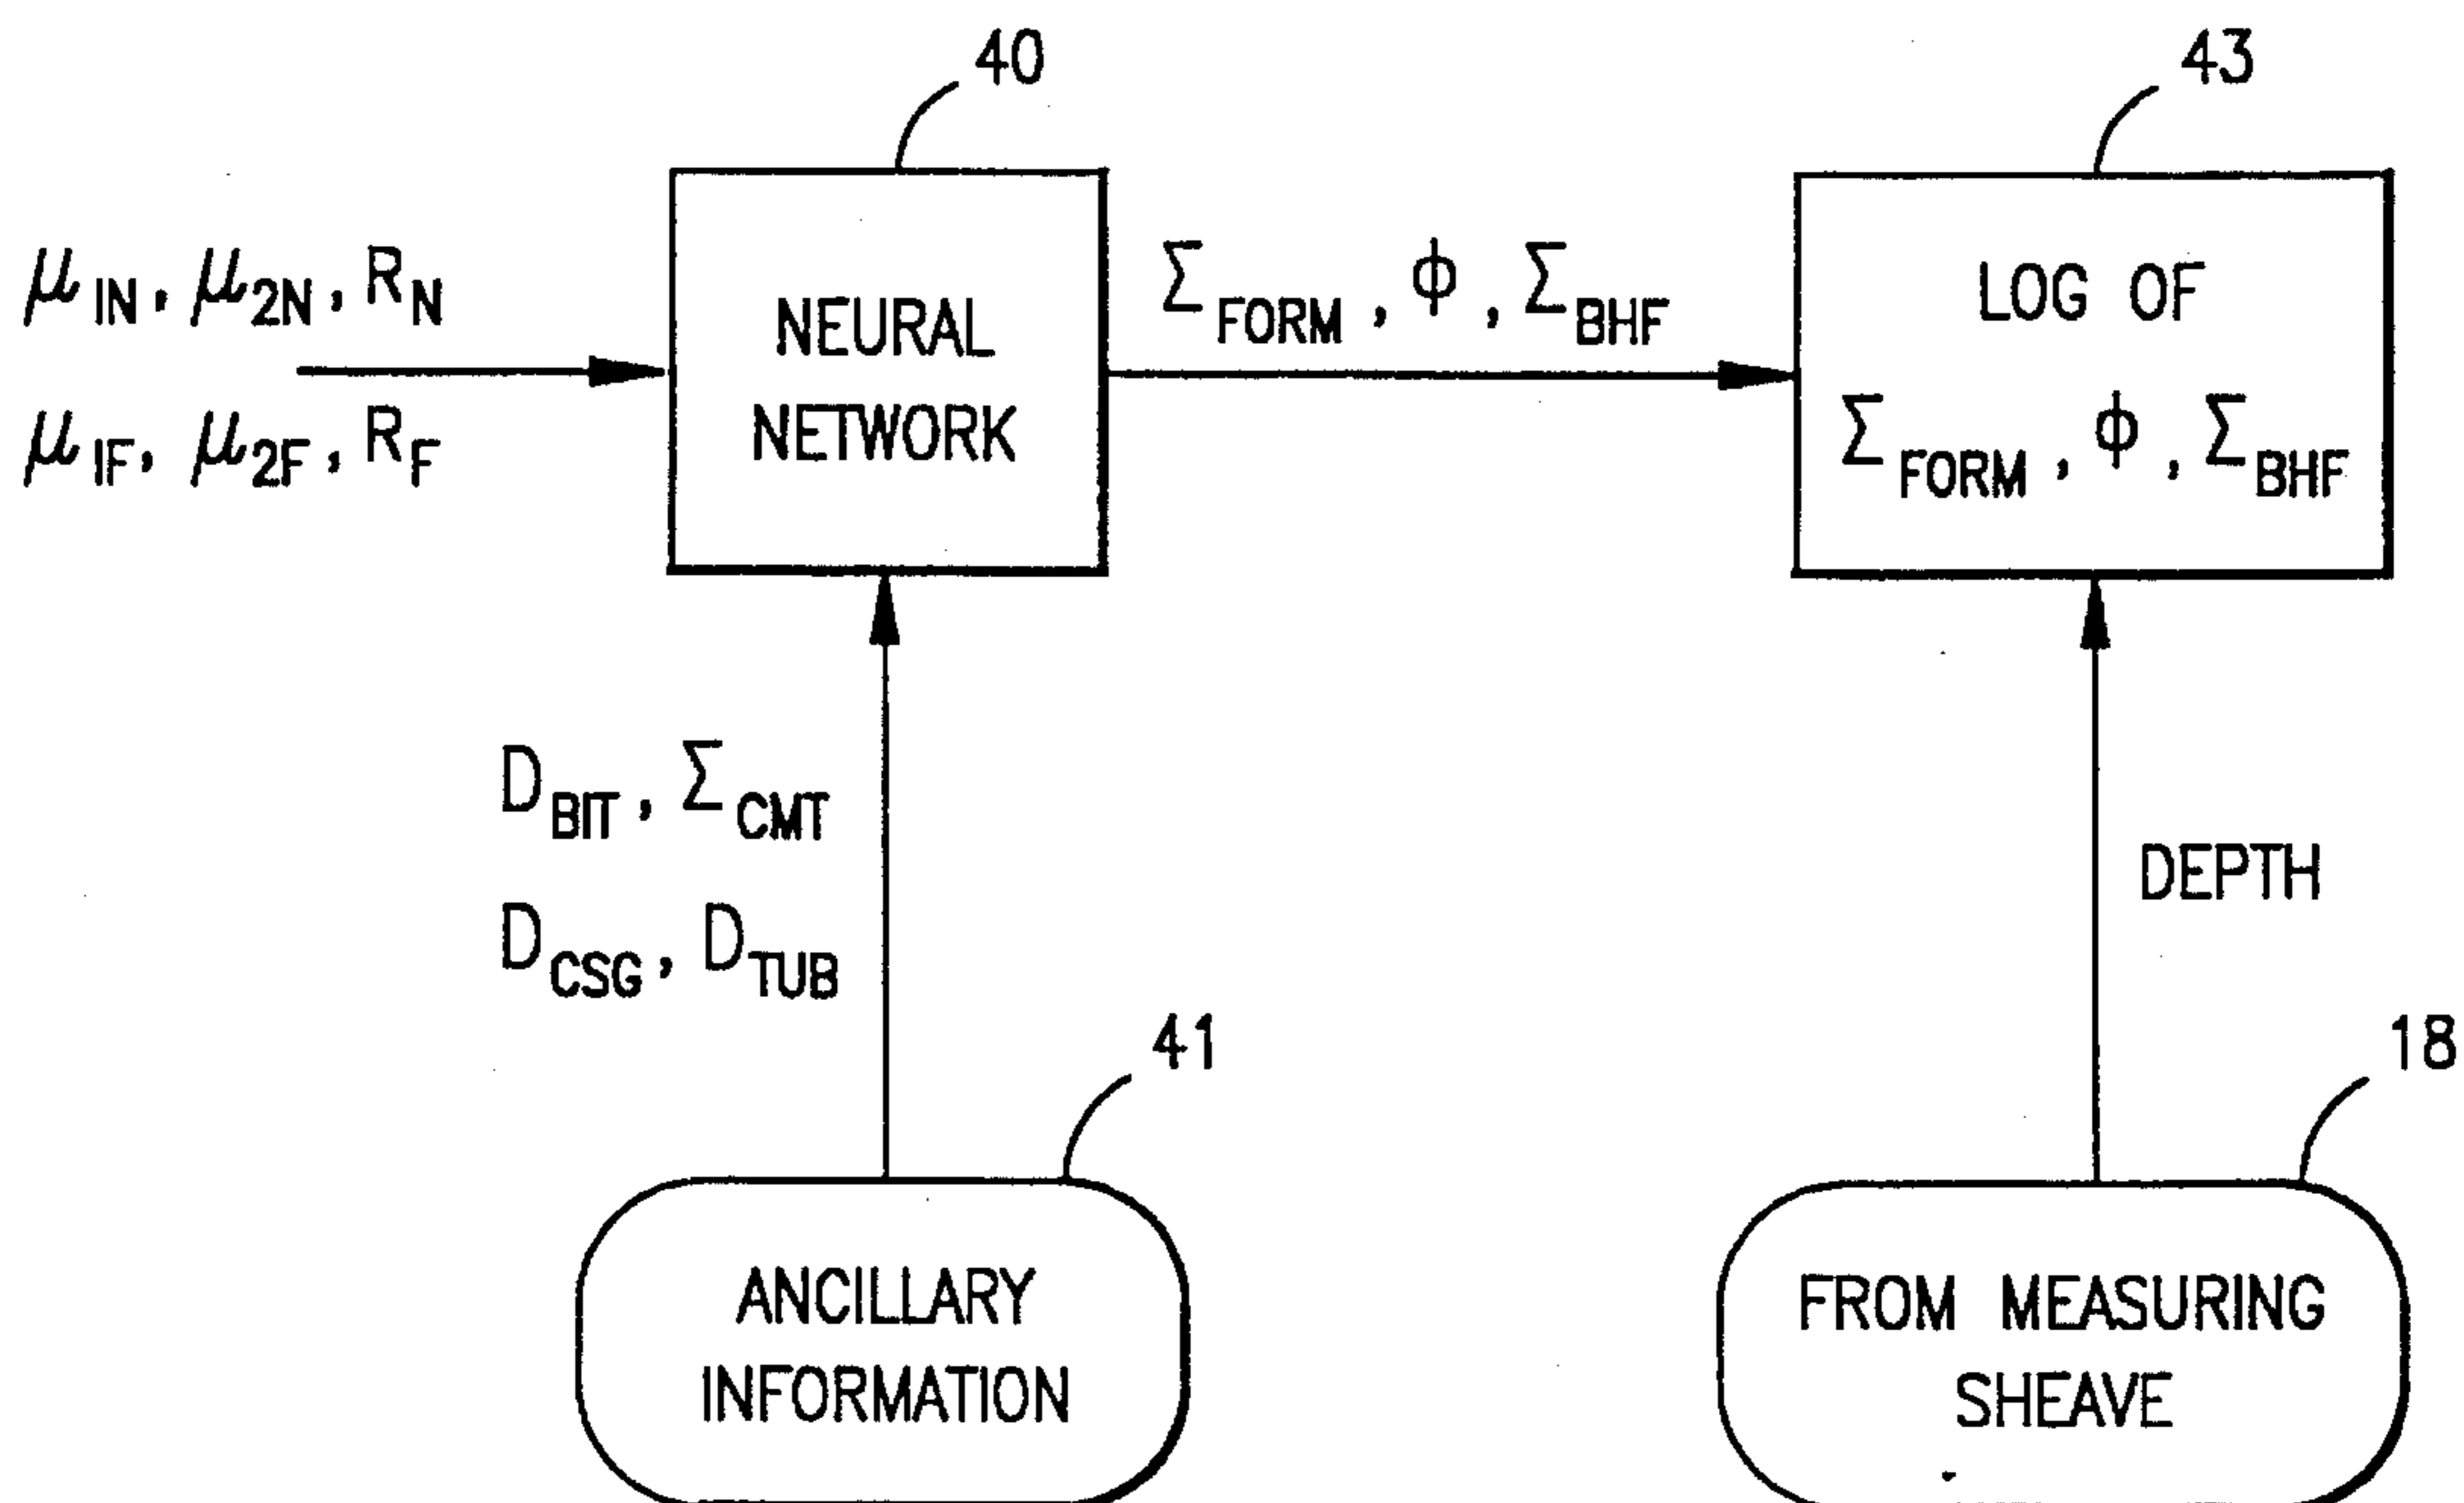 40
43
μ1N, μ2N, RN
μ1F, μ2F, RF
NEURAL
NETWORK
ΣFORM, Φ, ΣBHF
LOG OF
ΣFORM, Φ, ΣBHF
DBIT, ΣCMT
DCSG, DTUB
DEPTH
41
18
ANCILLARY
INFORMATION
FROM MEASURING
SHEAVE